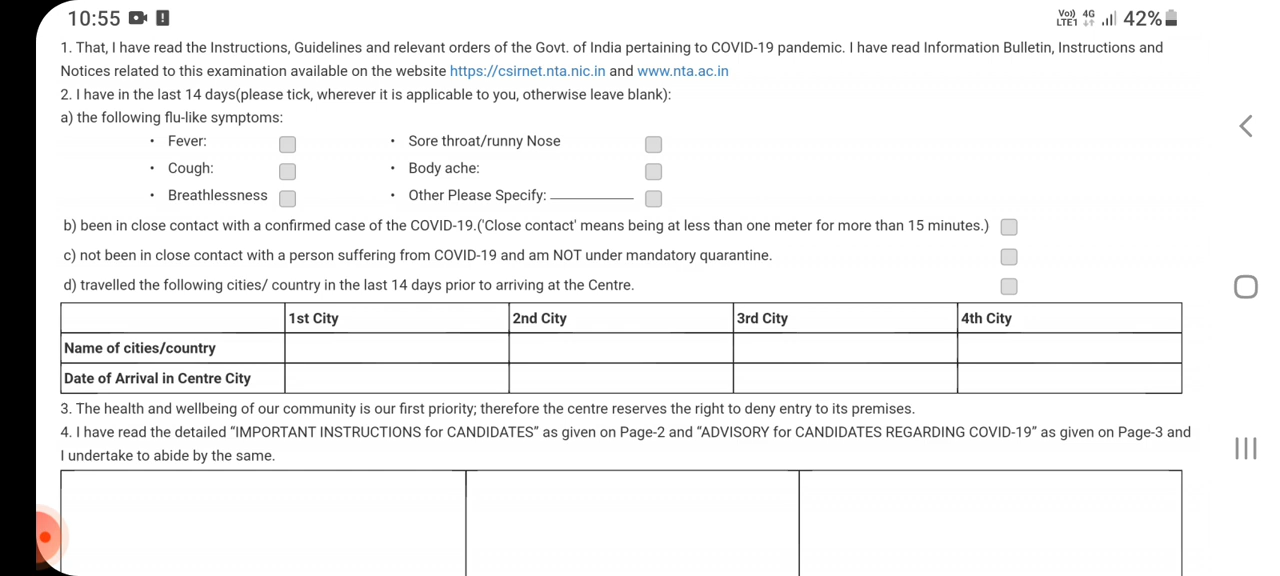 10:55
Vo)) 4G
LTE1 42%
1. That, I have read the Instructions, Guidelines and relevant orders of the Govt. of India pertaining to COVID-19 pandemic. I have read Information Bulletin, Instructions and
Notices related to this examination available on the website https://csirnet.nta.nic.in and www.nta.ac.in
2. I have in the last 14 days(please tick, wherever it is applicable to you, otherwise leave blank):
a) the following flu-like symptoms:
• Fever: • Sore throat/runny Nose
• Cough: • Body ache:
• Breathlessness • Other Please Specify: __________
b) been in close contact with a confirmed case of the COVID-19.('Close contact' means being at less than one meter for more than 15 minutes.)
c) not been in close contact with a person suffering from COVID-19 and am NOT under mandatory quarantine.
d) travelled the following cities/ country in the last 14 days prior to arriving at the Centre.
1st City 2nd City 3rd City 4th City
Name of cities/country
Date of Arrival in Centre City
3. The health and wellbeing of our community is our first priority; therefore the centre reserves the right to deny entry to its premises.
4. I have read the detailed “IMPORTANT INSTRUCTIONS for CANDIDATES” as given on Page-2 and “ADVISORY for CANDIDATES REGARDING COVID-19” as given on Page-3 and
I undertake to abide by the same.